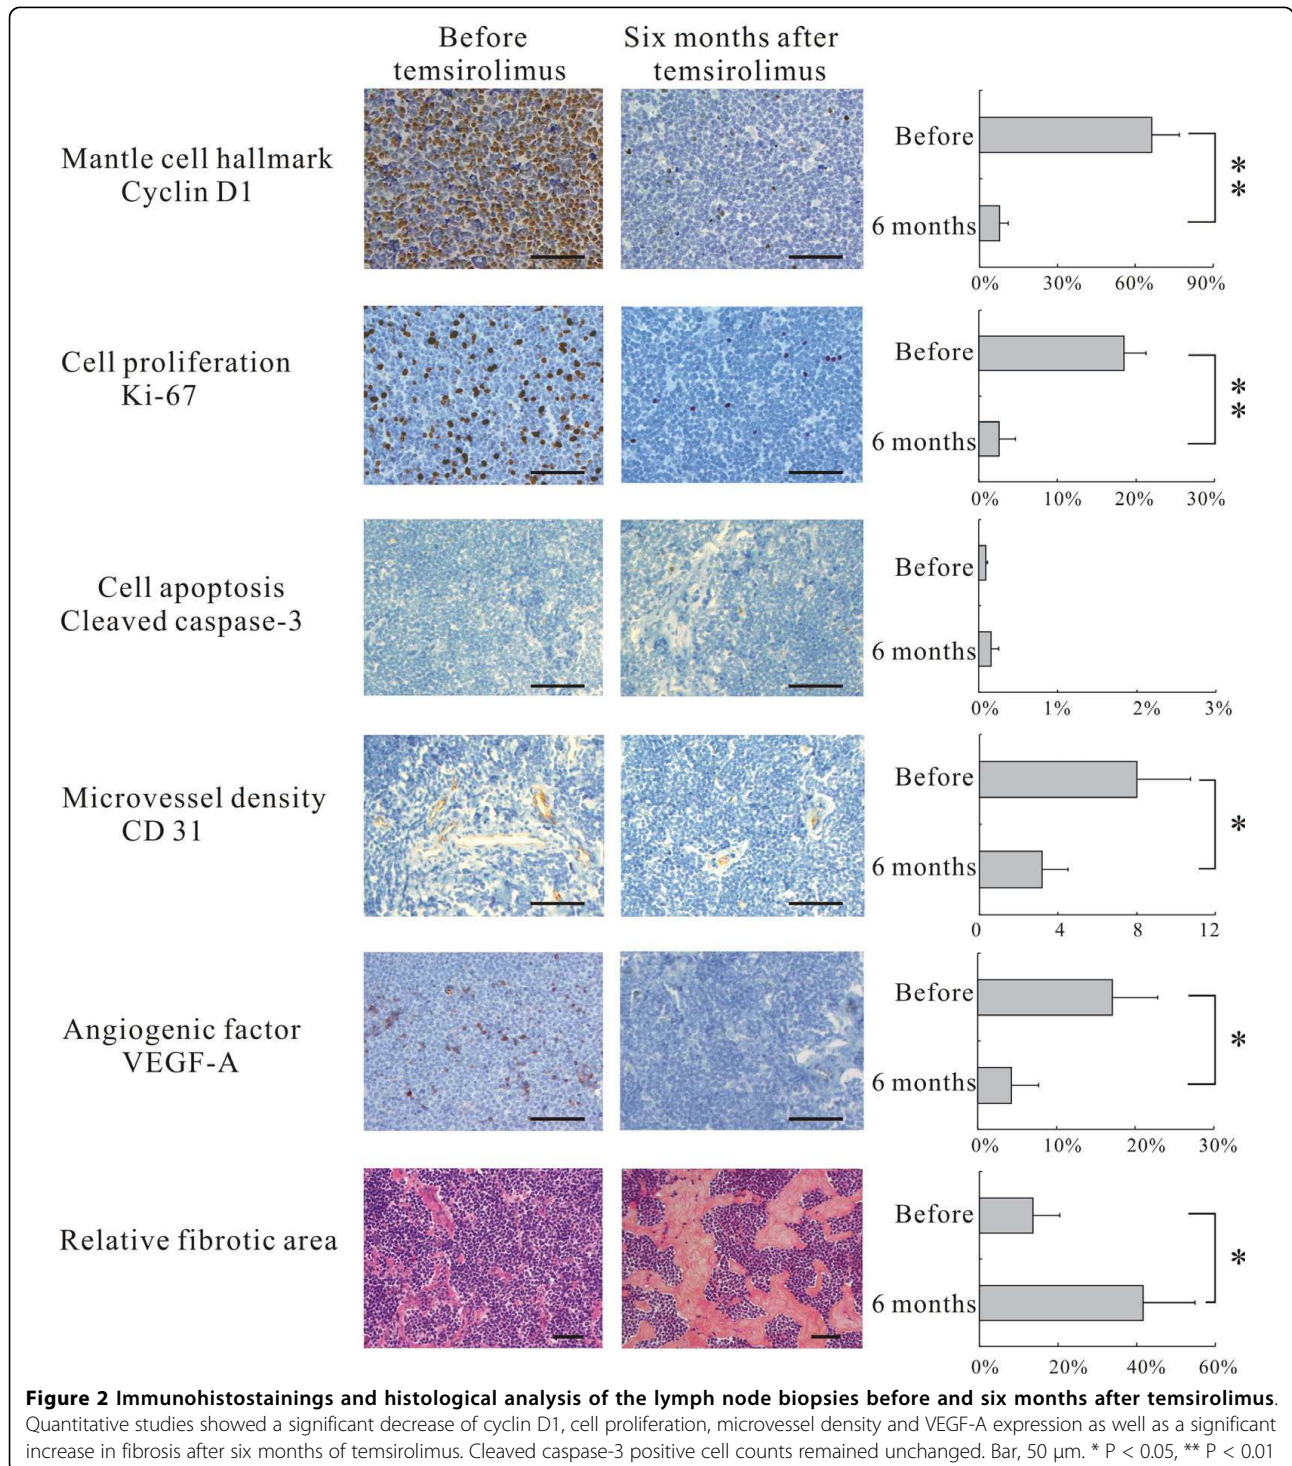 Before temsirolimus
Six months after temsirolimus
Mantle cell hallmark
Cyclin D1
Before
6 months
**
0% 30% 60% 90%
Cell proliferation
Ki-67
Before
6 months
**
0% 10% 20% 30%
Cell apoptosis
Cleaved caspase-3
Before
6 months
0% 1% 2% 3%
Microvessel density
CD 31
Before
6 months
*
0 4 8 12
Angiogenic factor
VEGF-A
Before
6 months
*
0% 10% 20% 30%
Relative fibrotic area
Before
6 months
*
0% 20% 40% 60%
Figure 2 Immunohistostainings and histological analysis of the lymph node biopsies before and six months after temsirolimus.
Quantitative studies showed a significant decrease of cyclin D1, cell proliferation, microvessel density and VEGF-A expression as well as a significant
increase in fibrosis after six months of temsirolimus. Cleaved caspase-3 positive cell counts remained unchanged. Bar, 50 μm. * P < 0.05, ** P < 0.01